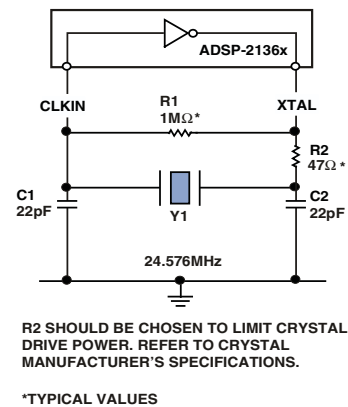 ADSP-2136x
CLKIN
XTAL
R1
1MΩ*
R2
47Ω *
C1
22pF
Y1
C2
22pF
24.576MHz
R2 SHOULD BE CHOSEN TO LIMIT CRYSTAL
DRIVE POWER. REFER TO CRYSTAL
MANUFACTURER'S SPECIFICATIONS.
*TYPICAL VALUES